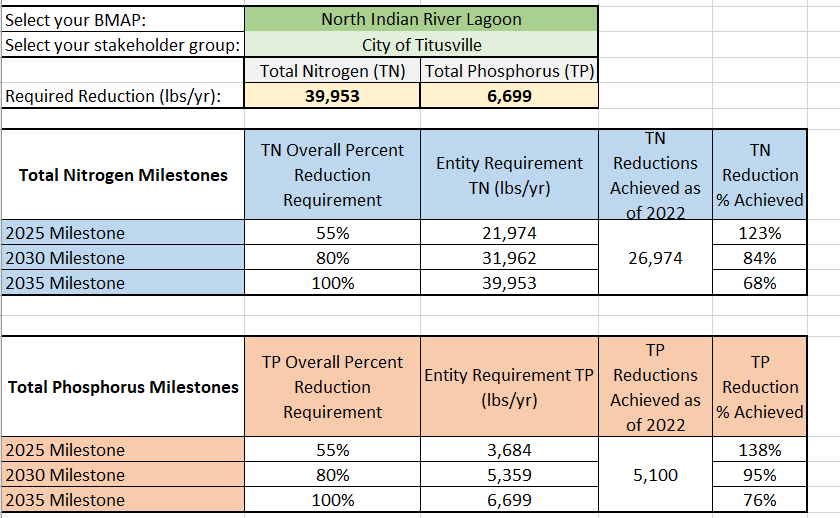 Select your BMAP: North Indian River Lagoon
Select your stakeholder group: City of Titusville
Total Nitrogen (TN) Total Phosphorus (TP)
Required Reduction (lbs/yr): 39,953 6,699
Total Nitrogen Milestones
TN Overall Percent
Reduction
Requirement
Entity Requirement
TN (lbs/yr)
TN
Reductions
Achieved as
of 2022
TN
Reduction
% Achieved
2025 Milestone 55% 21,974 123%
2030 Milestone 80% 31,962 26,974 84%
2035 Milestone 100% 39,953 68%
Total Phosphorus Milestones
TP Overall Percent
Reduction
Requirement
Entity Requirement TP
(lbs/yr)
TP
Reductions
Achieved as
of 2022
TP
Reduction
% Achieved
2025 Milestone 55% 3,684 138%
2030 Milestone 80% 5,359 5,100 95%
2035 Milestone 100% 6,699 76%